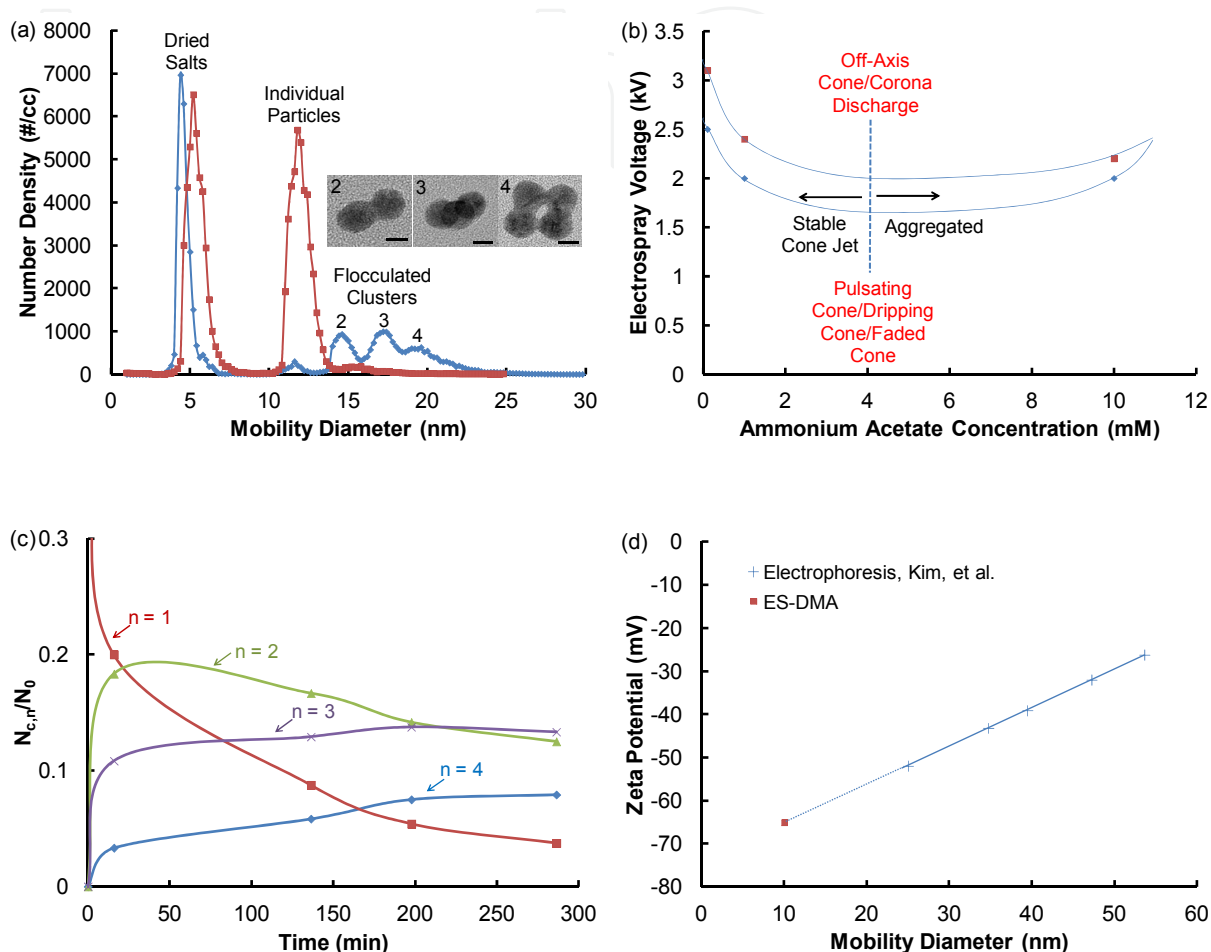 (a)
8000
7000
6000
5000
4000
3000
2000
1000
0
Number Density (#/cc)
Dried
Salts
Individual
Particles
2
3
4
Flocculated
Clusters
2
3
4
0
5
10
15
20
25
30
Mobility Diameter (nm)
(b)
3.5
3
2.5
2
1.5
1
0.5
0
Electrospray Voltage (kV)
Off-Axis
Cone/Corona
Discharge
Stable
Cone Jet
Aggregated
Pulsating
Cone/Dripping
Cone/Faded
Cone
0
2
4
6
8
10
12
Ammonium Acetate Concentration (mM)
(c)
0.3
0.2
0.1
0
Nc,n/N0
n = 1
n = 2
n = 3
n = 4
0
50
100
150
200
250
300
Time (min)
(d)
0
-10
-20
-30
-40
-50
-60
-70
-80
Zeta Potential (mV)
Electrophoresis, Kim, et al.
ES-DMA
0
10
20
30
40
50
60
Mobility Diameter (nm)